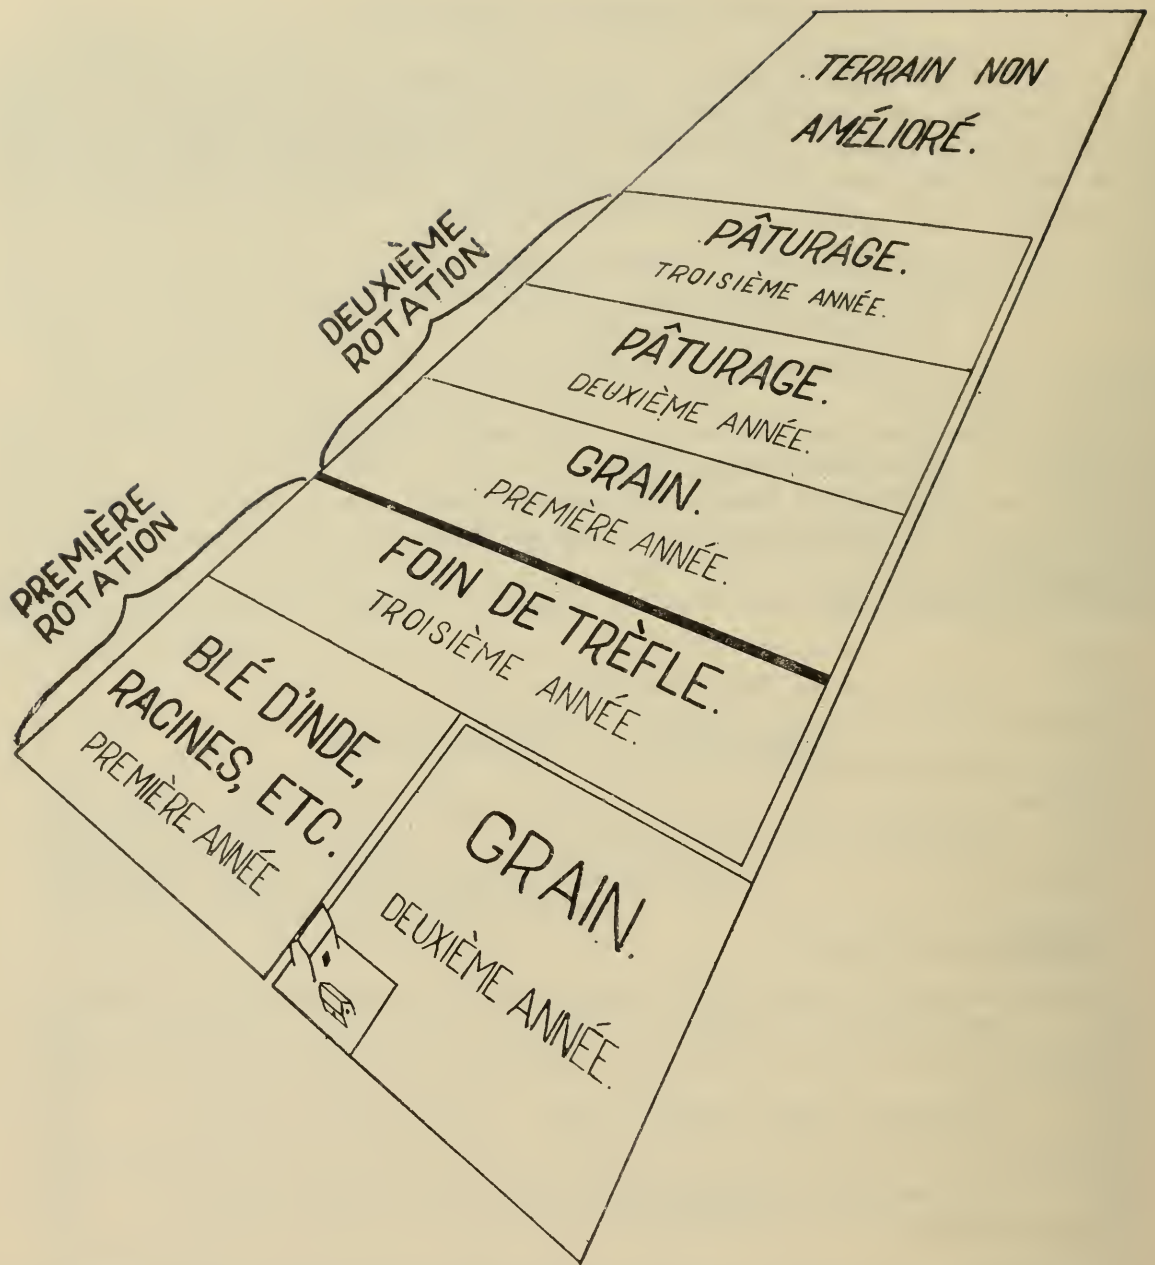 TERRAIN NON
AMÉLIORÉ.
DEUXIÈME
ROTATION
PÂTURAGE.
TROISIÈME ANNÉE.
PÂTURAGE.
DEUXIÈME ANNÉE.
GRAIN.
PREMIÈRE ANNÉE.
PREMIÈRE
ROTATION
FOIN DE TRÈFLE.
TROISIÈME ANNÉE.
BLÉ D'INDE,
RACINES, ETC.
PREMIÈRE ANNÉE
GRAIN.
DEUXIÈME ANNÉE.